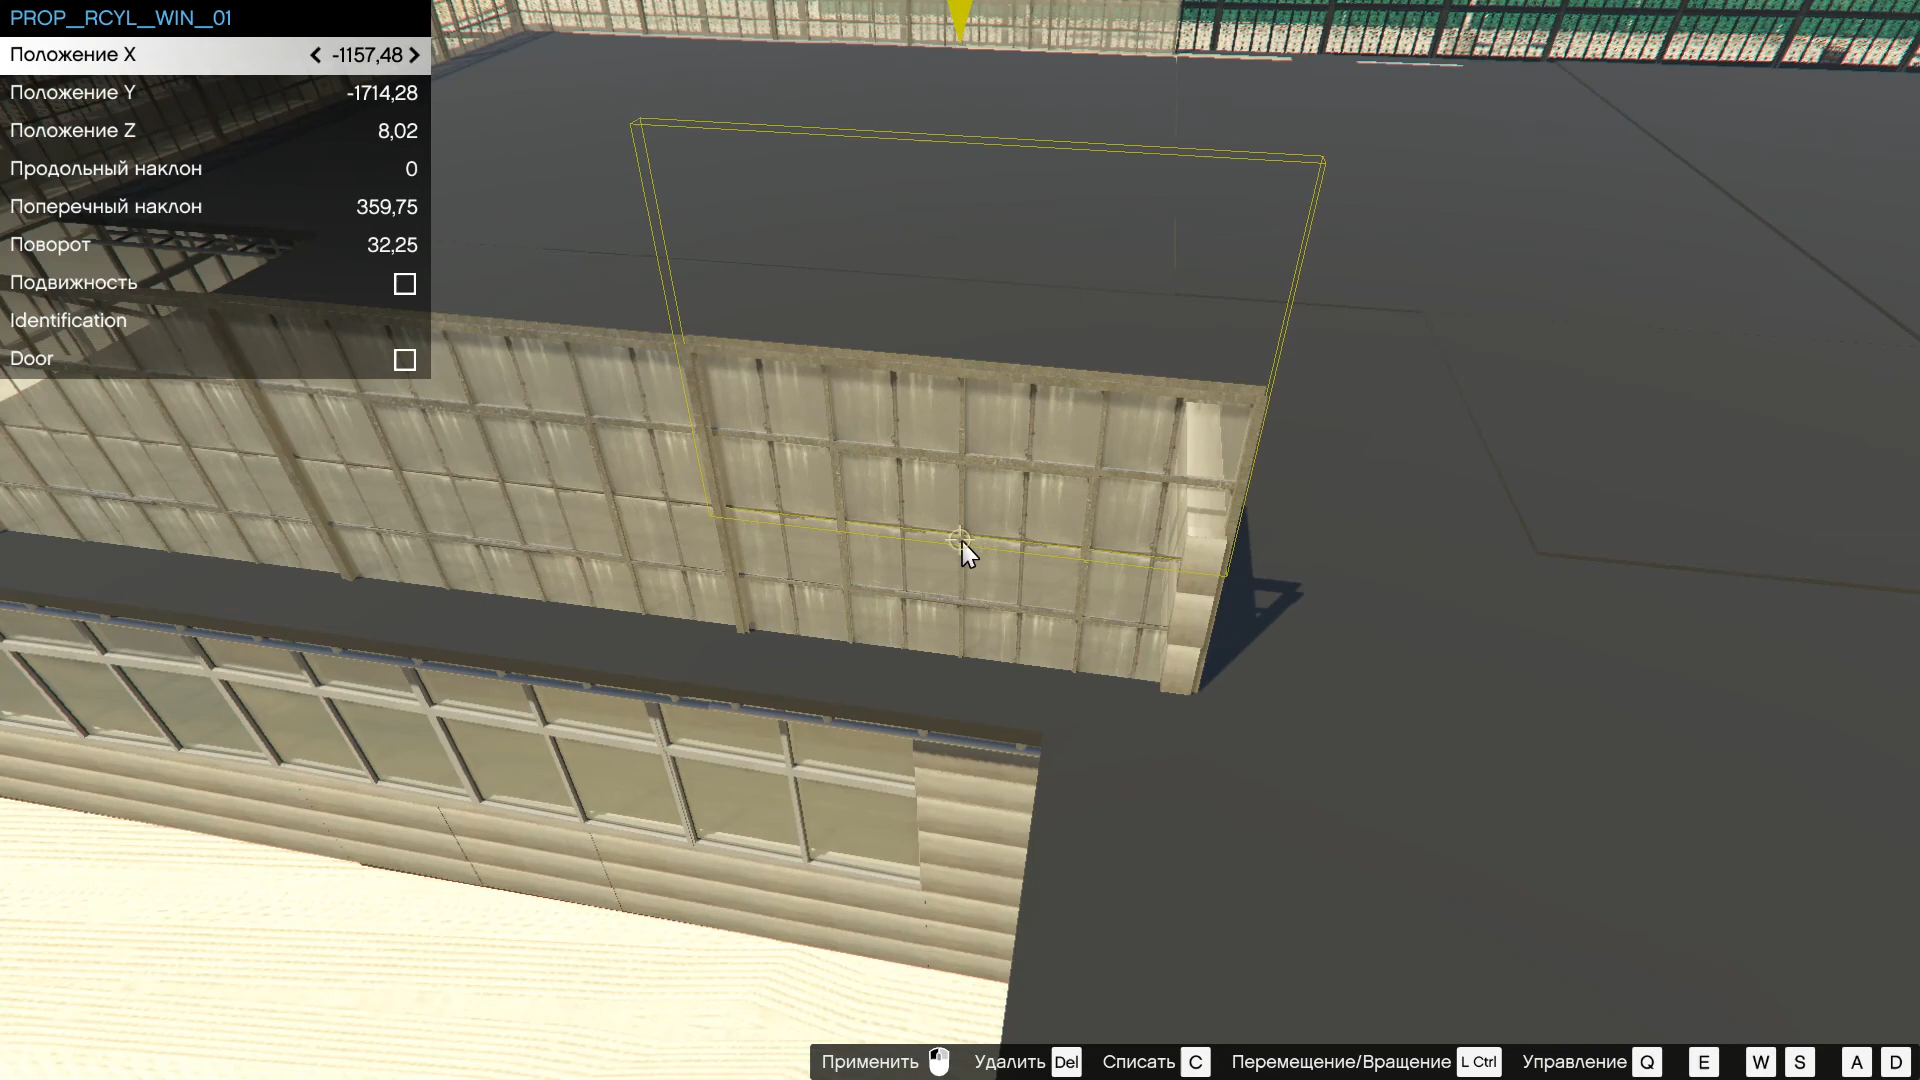 PROP__RCYL__WIN__01
Положение X -1157,48
Положение Y -1714,28
Положение Z 8,02
Продольный наклон 0
Поперечный наклон 359,75
Поворот 32,25
Подвижность
Identification
Door
Применить Удалить Del Списать C Перемещение/Вращение L Ctrl Управление Q E W S A D